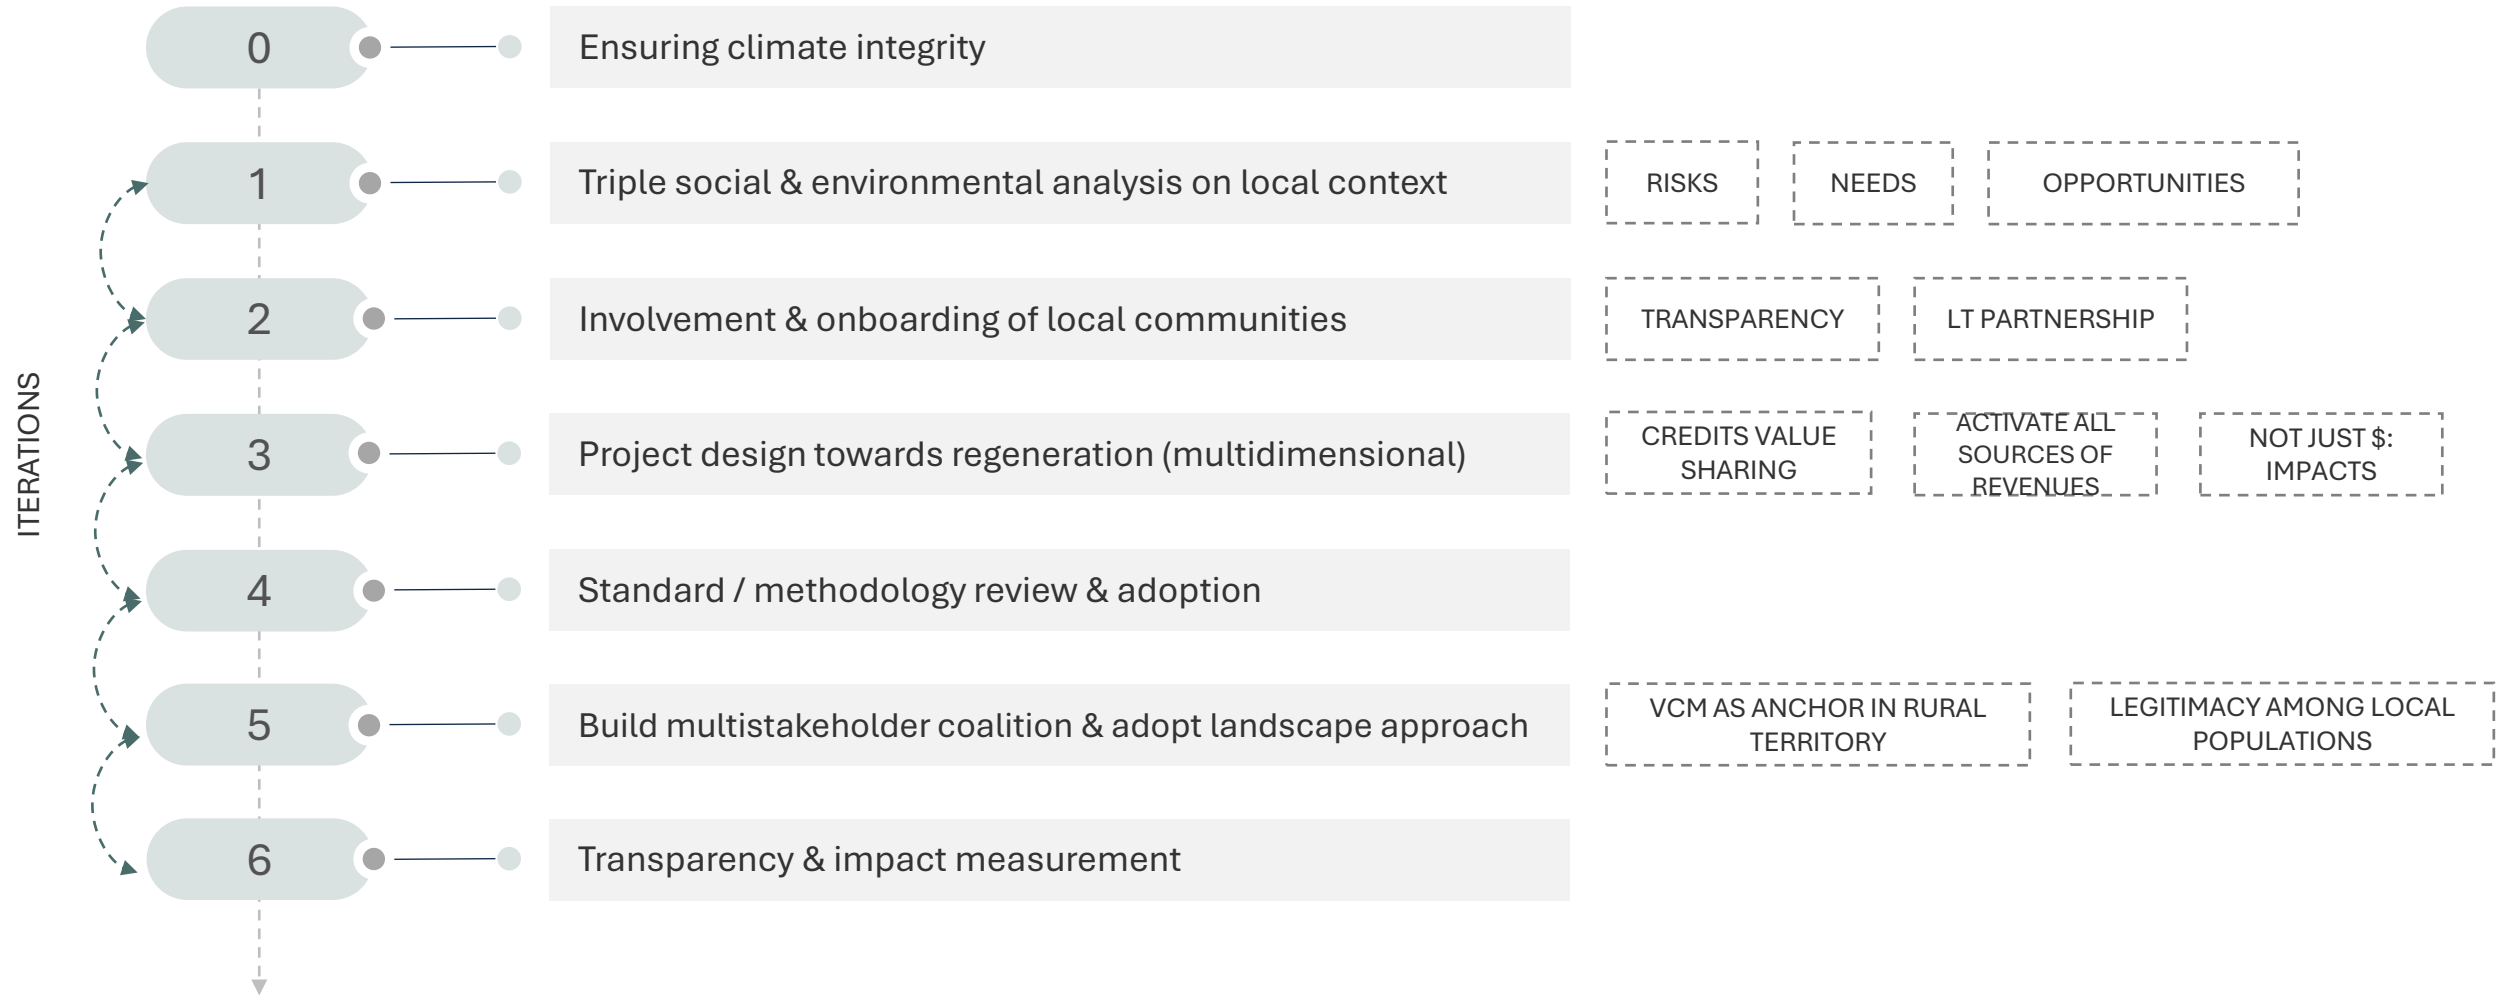 0
Ensuring climate integrity
1
Triple social & environmental analysis on local context
RISKS
NEEDS
OPPORTUNITIES
2
Involvement & onboarding of local communities
TRANSPARENCY
LT PARTNERSHIP
ITERATIONS
3
Project design towards regeneration (multidimensional)
CREDITS VALUE
SHARING
ACTIVATE ALL
SOURCES OF
REVENUES
NOT JUST $:
IMPACTS
4
Standard / methodology review & adoption
5
Build multistakeholder coalition & adopt landscape approach
VCM AS ANCHOR IN RURAL
TERRITORY
LEGITIMACY AMONG LOCAL
POPULATIONS
6
Transparency & impact measurement